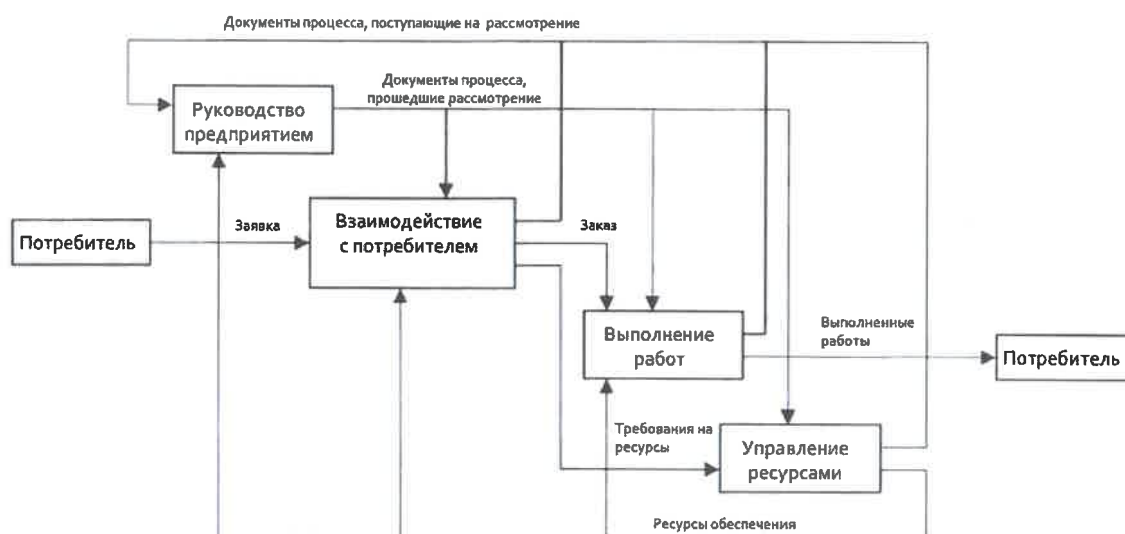 Документы процесса, поступающие на рассмотрение
Документы процесса,
прошедшие рассмотрение
Руководство
предприятием
Взаимодействие
с потребителем
Заявка
Заказ
Потребитель
Выполнение
работ
Выполненные
работы
Потребитель
Требования на
ресурсы
Управление
ресурсами
Ресурсы обеспечения